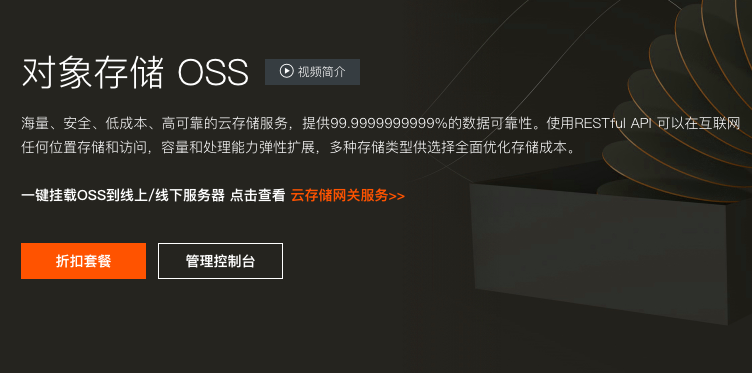 对象存储 OSS 视频简介
海量、安全、低成本、高可靠的云存储服务，提供99.9999999999%的数据可靠性。使用RESTful API 可以在互联网
任何位置存储和访问，容量和处理能力弹性扩展，多种存储类型供选择全面优化存储成本。
一键挂载OSS到线上/线下服务器 点击查看 云存储网关服务>>
折扣套餐 管理控制台